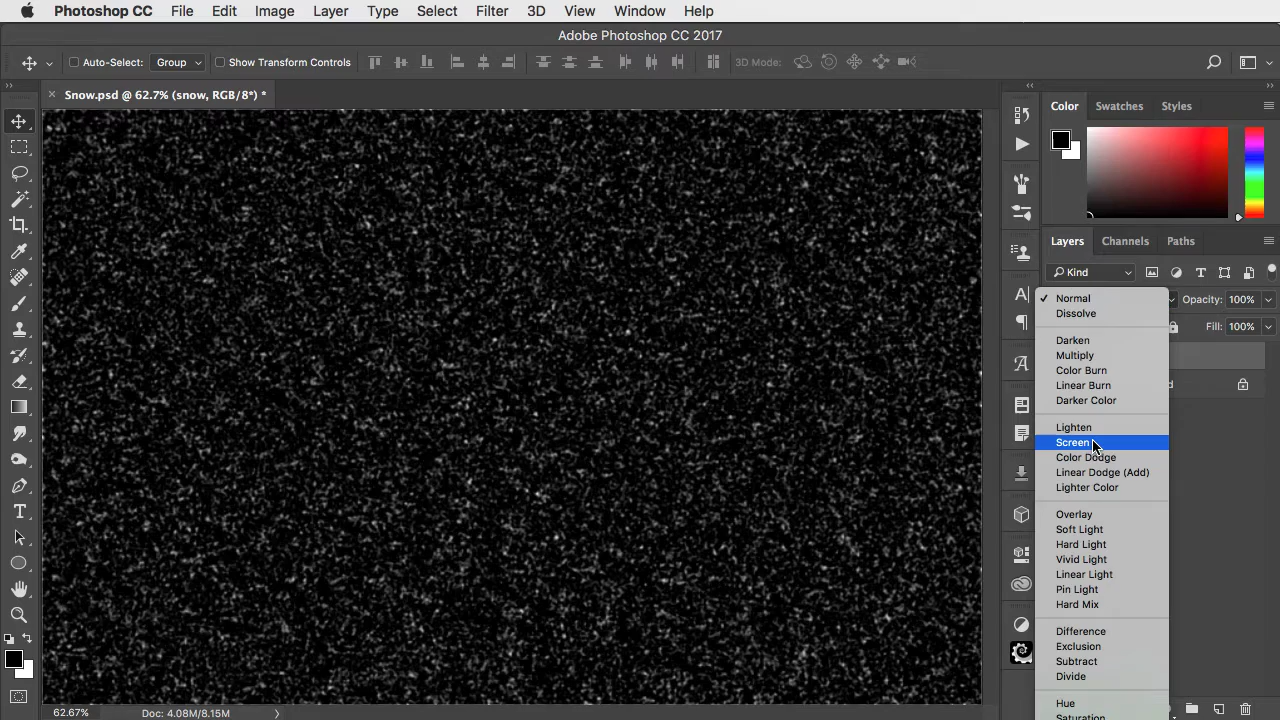 Photoshop CC File Edit Image Layer Type Select Filter 3D View Window Help
Adobe Photoshop CC 2017
Auto-Select: Group Show Transform Controls 3D Mode:
Snow.psd @ 62.7% (snow, RGB/8*) *
Color Swatches Styles
Layers Channels Paths
Kind
Normal
Opacity: 100%
Dissolve
Fill: 100%
Darken
Multiply
Color Burn
Linear Burn
Darker Color
Lighten
Screen
Color Dodge
Linear Dodge (Add)
Lighter Color
Overlay
Soft Light
Hard Light
Vivid Light
Linear Light
Pin Light
Hard Mix
Difference
Exclusion
Subtract
Divide
Hue
Saturation
62.67% Doc: 4.08M/8.15M